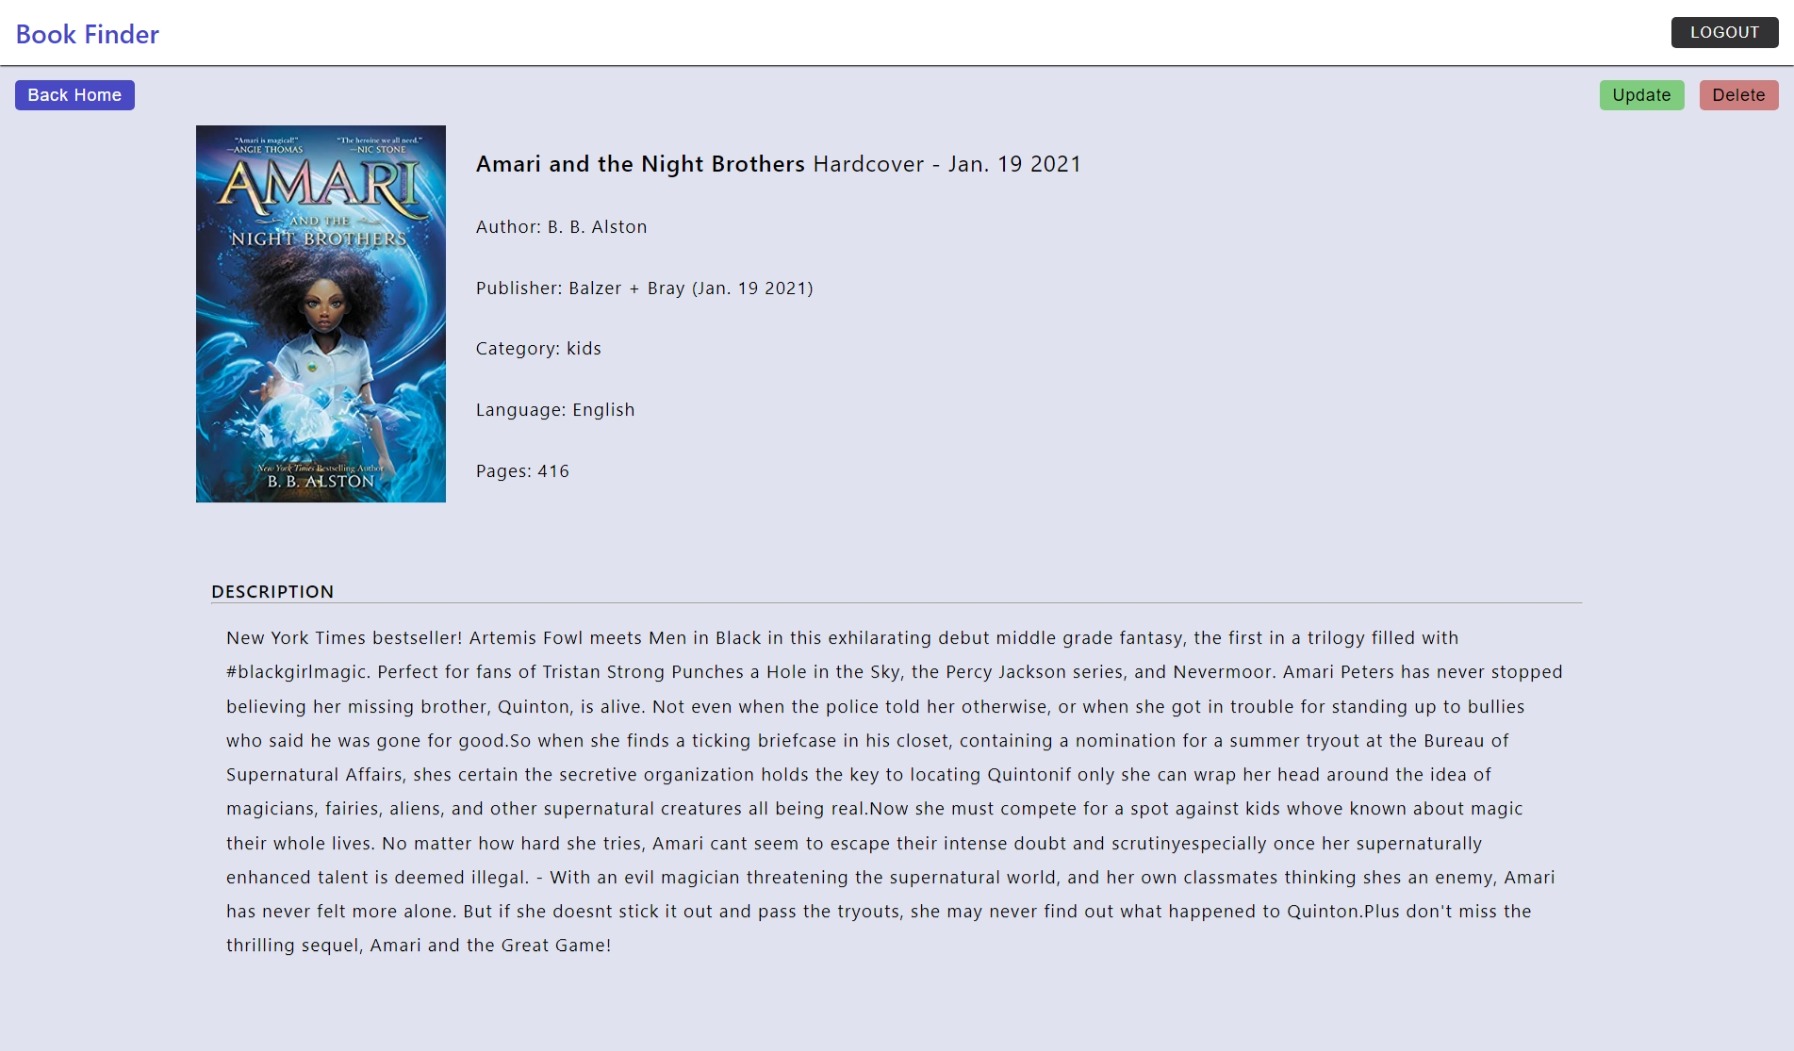 Book Finder
LOGOUT
Back Home
Update
Delete
"Amari is magical!"
—ANGIE THOMAS
"The heroine we all need."
—NIC STONE
AMARI
AND THE
NIGHT BROTHERS
New York Times Bestselling Author
B. B. ALSTON
Amari and the Night Brothers Hardcover - Jan. 19 2021
Author: B. B. Alston
Publisher: Balzer + Bray (Jan. 19 2021)
Category: kids
Language: English
Pages: 416
DESCRIPTION
New York Times bestseller! Artemis Fowl meets Men in Black in this exhilarating debut middle grade fantasy, the first in a trilogy filled with
#blackgirlmagic. Perfect for fans of Tristan Strong Punches a Hole in the Sky, the Percy Jackson series, and Nevermoor. Amari Peters has never stopped
believing her missing brother, Quinton, is alive. Not even when the police told her otherwise, or when she got in trouble for standing up to bullies
who said he was gone for good.So when she finds a ticking briefcase in his closet, containing a nomination for a summer tryout at the Bureau of
Supernatural Affairs, shes certain the secretive organization holds the key to locating Quintonif only she can wrap her head around the idea of
magicians, fairies, aliens, and other supernatural creatures all being real.Now she must compete for a spot against kids whove known about magic
their whole lives. No matter how hard she tries, Amari cant seem to escape their intense doubt and scrutinyespecially once her supernaturally
enhanced talent is deemed illegal. - With an evil magician threatening the supernatural world, and her own classmates thinking shes an enemy, Amari
has never felt more alone. But if she doesnt stick it out and pass the tryouts, she may never find out what happened to Quinton.Plus don't miss the
thrilling sequel, Amari and the Great Game!